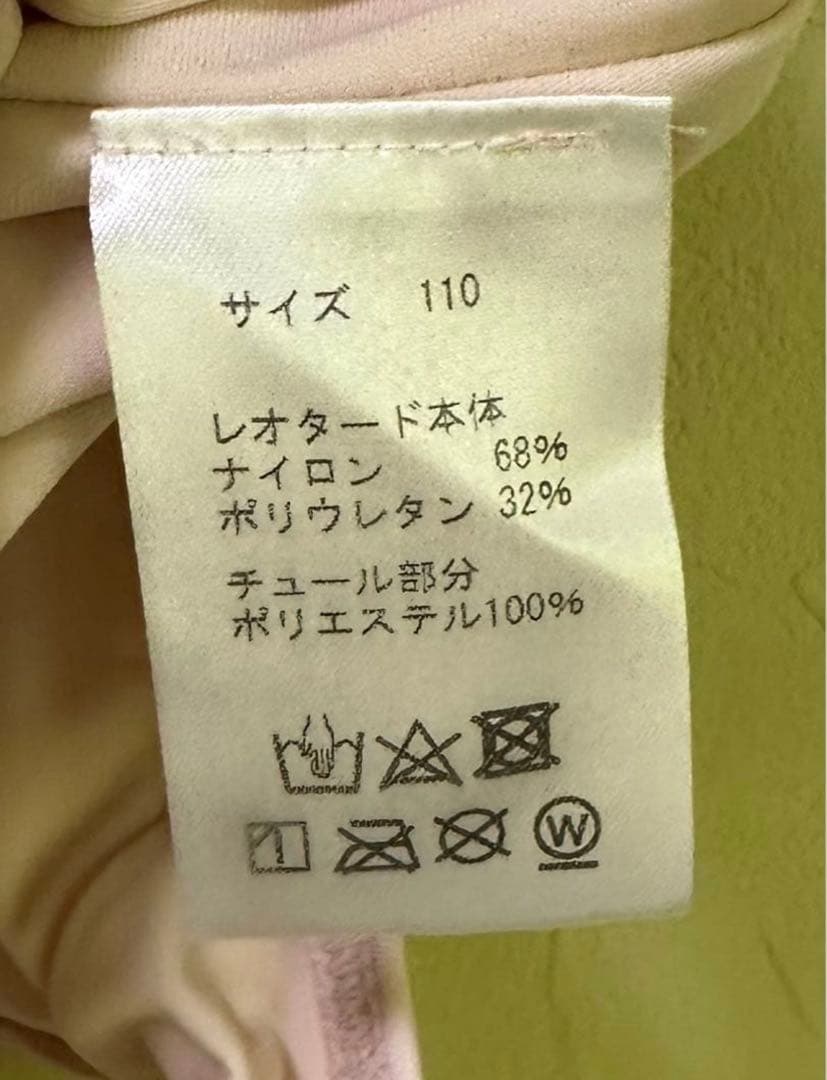 サイズ 110
レオタード本体
ナイロン 68%
ポリウレタン 32%
チュール部分
ポリエステル100%
W